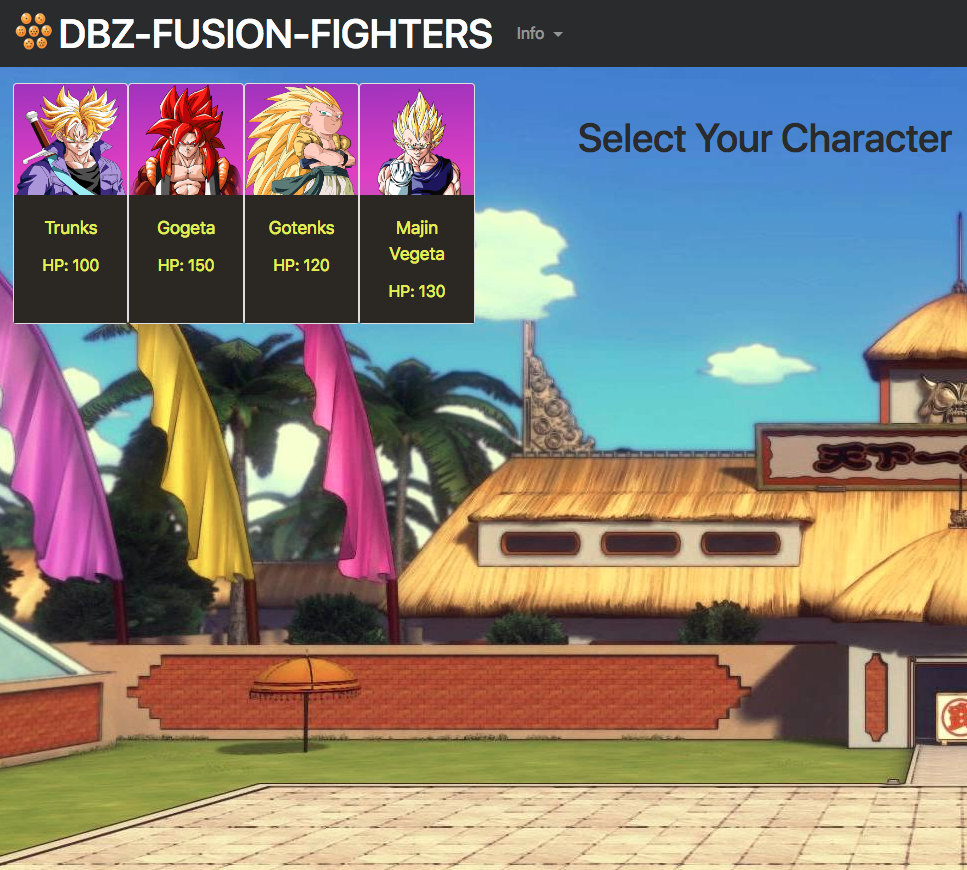 DBZ-FUSION-FIGHTERS
Info
Select Your Character
Trunks
HP: 100
Gogeta
HP: 150
Gotenks
HP: 120
Majin
Vegeta
HP: 130
天下一